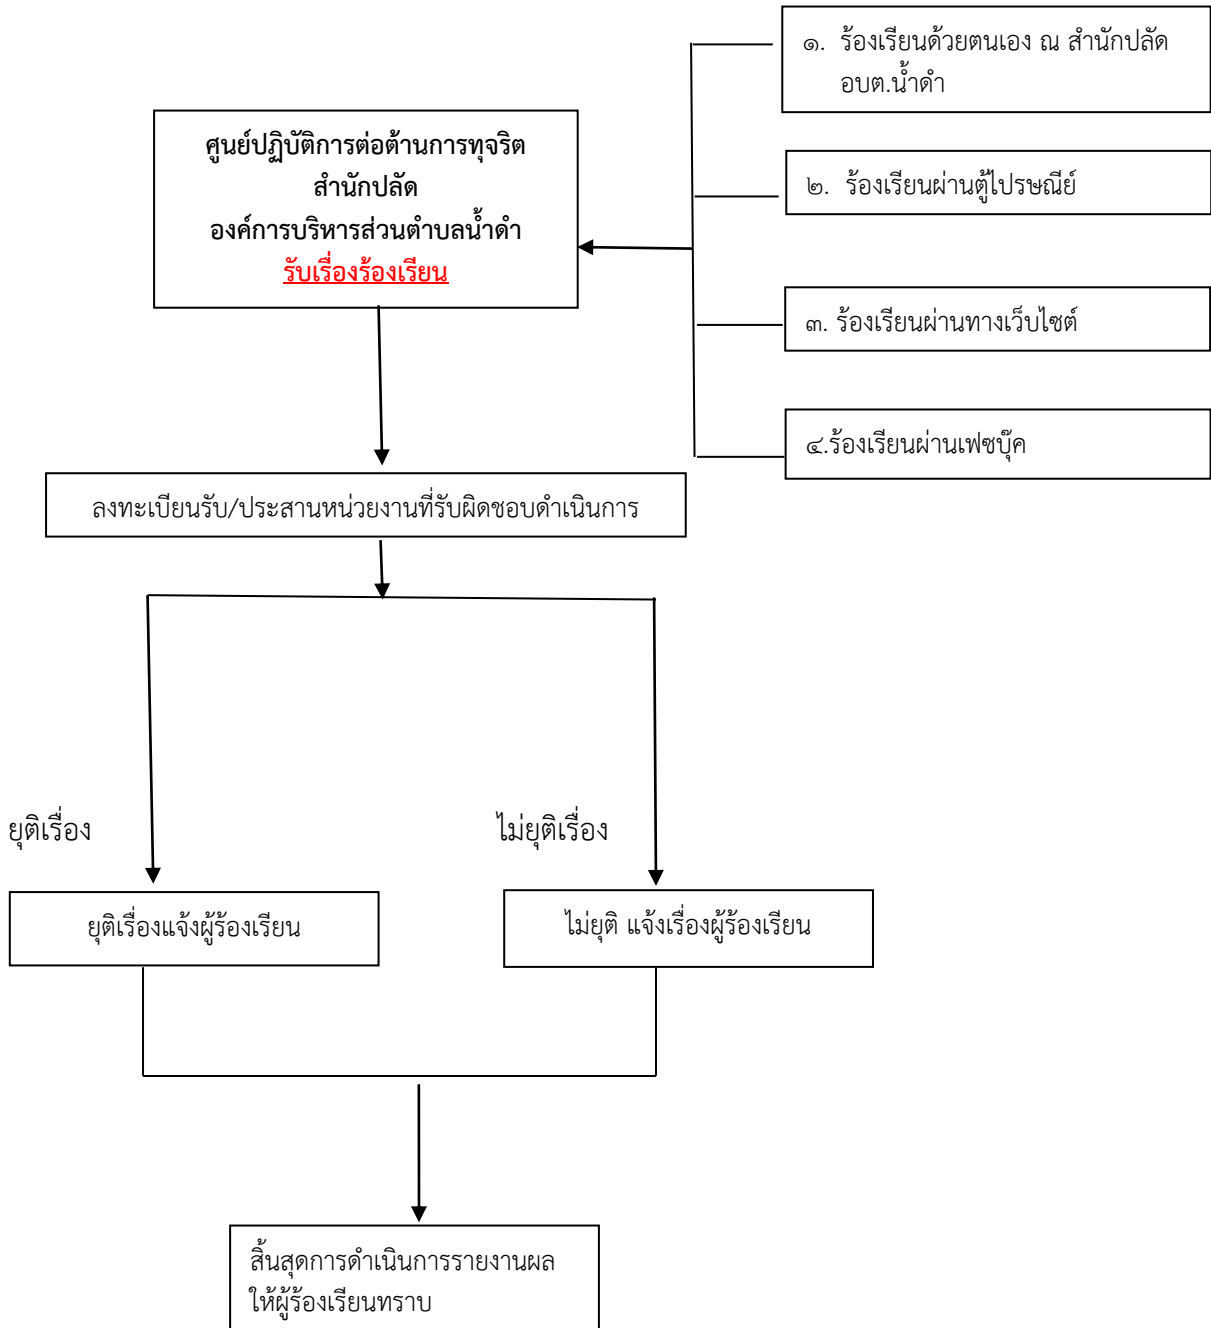 ๑. ร้องเรียนด้วยตนเอง ณ สำนักปลัด
อบต.น้ำดำ
ศูนย์ปฏิบัติการต่อต้านการทุจริต
สำนักปลัด
องค์การบริหารส่วนตำบลน้ำดำ
รับเรื่องร้องเรียน
๒. ร้องเรียนผ่านตู้ไปรษณีย์
๓. ร้องเรียนผ่านทางเว็บไซต์
๔.ร้องเรียนผ่านเฟซบุ๊ค
ลงทะเบียนรับ/ประสานหน่วยงานที่รับผิดชอบดำเนินการ
ยุติเรื่อง
ไม่ยุติเรื่อง
ยุติเรื่องแจ้งผู้ร้องเรียน
ไม่ยุติ แจ้งเรื่องผู้ร้องเรียน
สิ้นสุดการดำเนินการรายงานผล
ให้ผู้ร้องเรียนทราบ